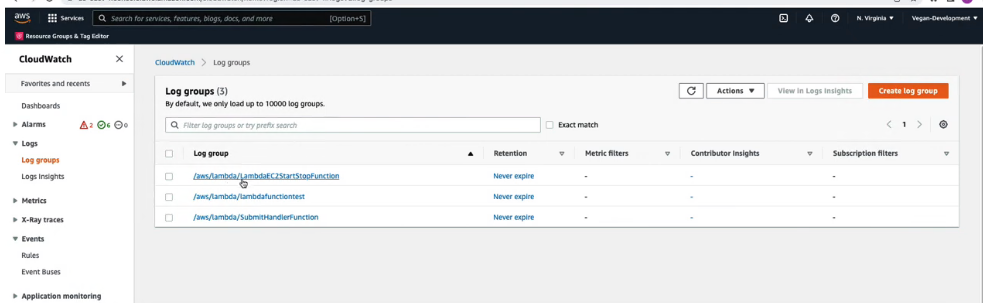 aws Services Search for services, features, blogs, docs, and more [Option+S] N. Virginia ▼ Vegan-Development ▼
Resource Groups & Tag Editor
CloudWatch
Favorites and recents
Dashboards
Alarms 2 6 0
Logs
Log groups
Logs Insights
Metrics
X-Ray traces
Events
Rules
Event Buses
Application monitoring
CloudWatch > Log groups
Log groups (3)
By default, we only load up to 10000 log groups.
Actions ▼ View in Logs Insights Create log group
Filter log groups or try prefix search Exact match < 1 >
Log group Retention Metric filters Contributor Insights Subscription filters
/aws/lambda/LambdaEC2StartStopFunction Never expire - - -
/aws/lambda/lambdafunctiontest Never expire - - -
/aws/lambda/SubmitHandlerFunction Never expire - - -